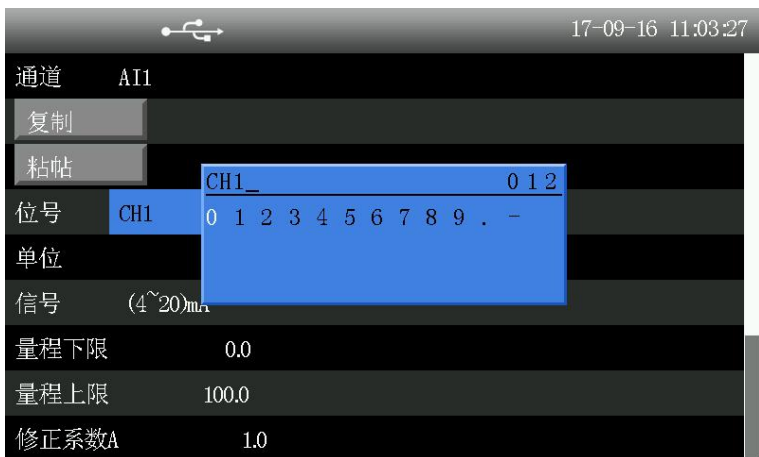 17-09-16 11:03:27
通道 AI1
复制
粘帖
CH1_ 012
位号 CH1
0 1 2 3 4 5 6 7 8 9 . -
单位
信号 (4~20)mA
量程下限 0.0
量程上限 100.0
修正系数A 1.0